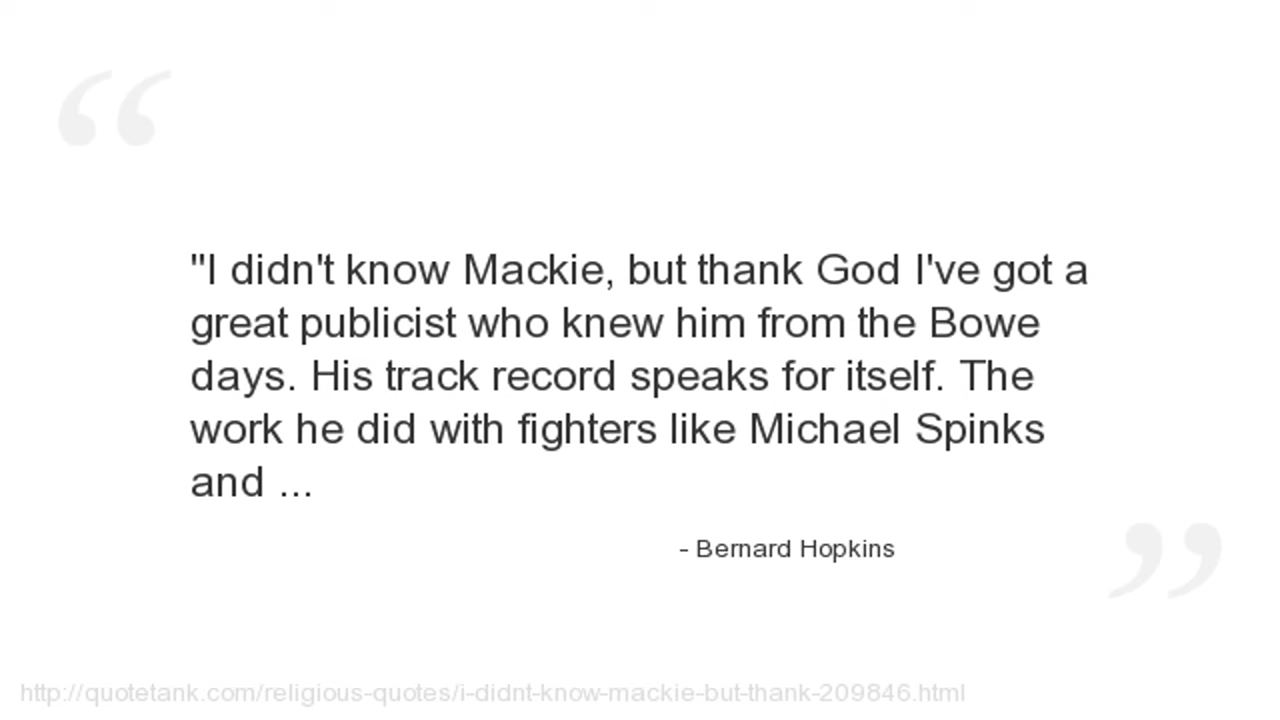 "I didn't know Mackie, but thank God I've got a
great publicist who knew him from the Bowe
days. His track record speaks for itself. The
work he did with fighters like Michael Spinks
and ...
- Bernard Hopkins
http://quotetank.com/religious-quotes/i-didnt-know-mackie-but-thank-209846.html